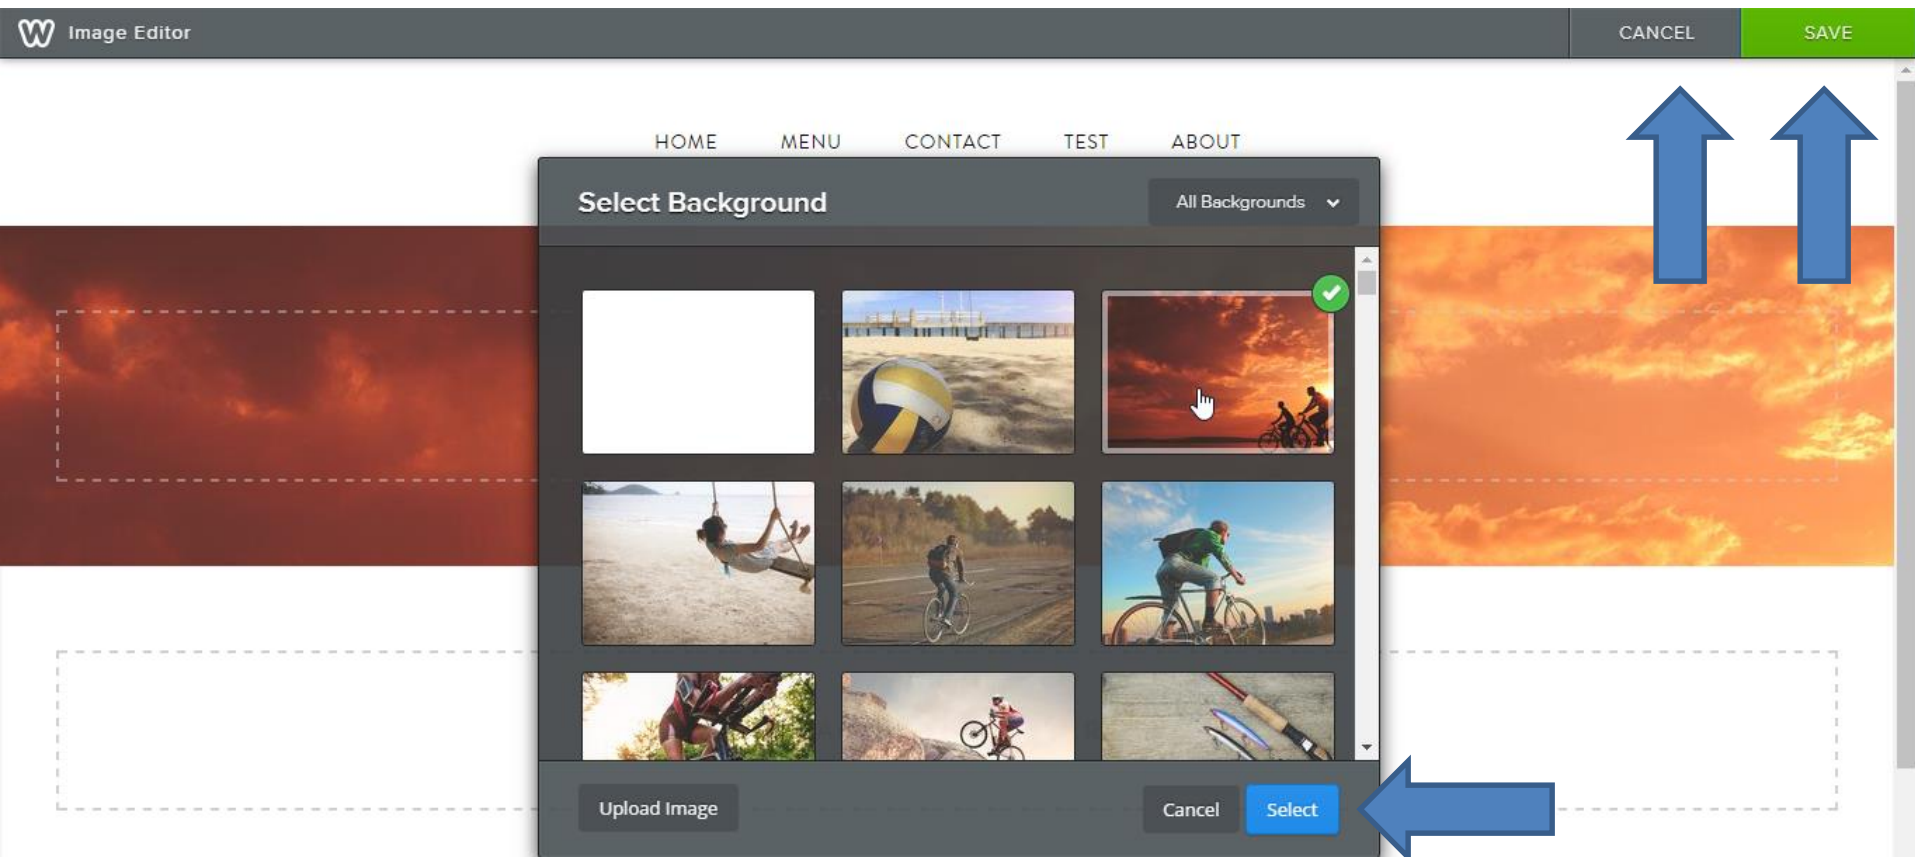 Image Editor
CANCEL
SAVE
HOME
MENU
CONTACT
TEST
ABOUT
Select Background
All Backgrounds
Upload Image
Cancel
Select